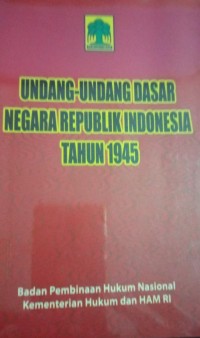 UNDANG-UNDANG DASAR
NEGARA REPUBLIK INDONESIA
TAHUN 1945
Badan Pembinaan Hukum Nasional
Kementerian Hukum dan HAM RI